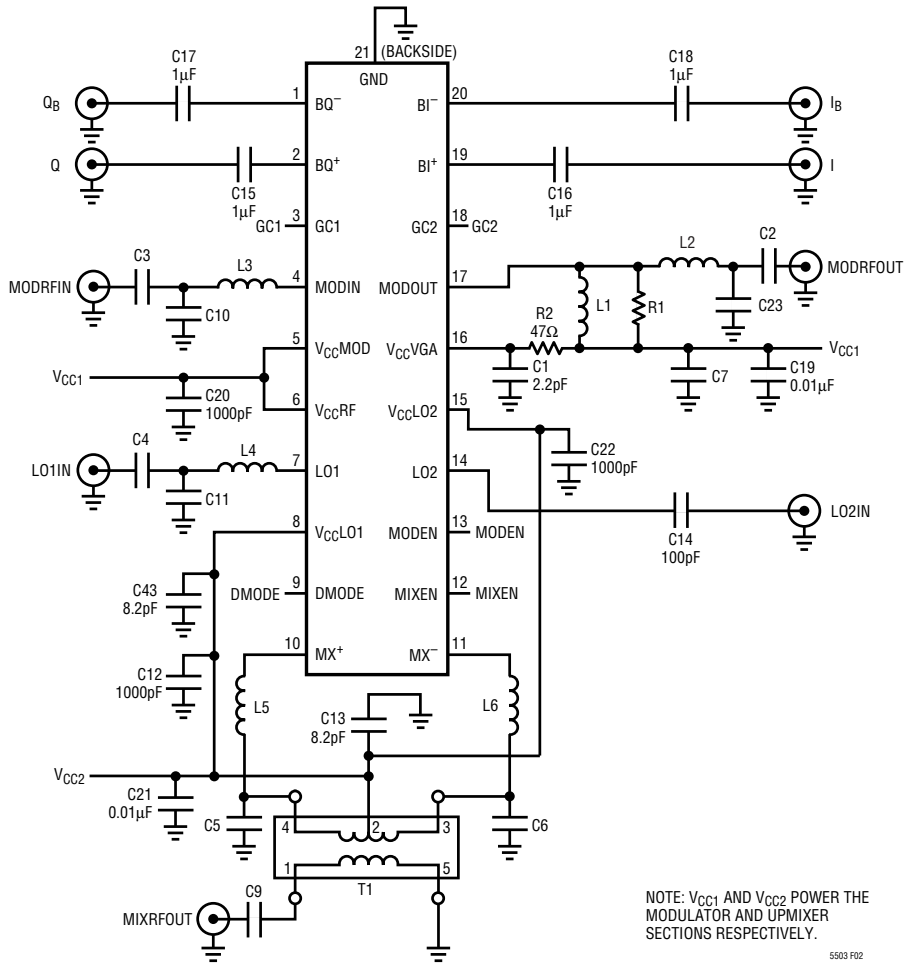 21 (BACKSIDE)
GND
C17
1µF
C18
1µF
QB
1
BQ–
BI–
20
IB
Q
2
BQ+
BI+
19
I
C15
1µF
C16
1µF
GC1
3
GC1
GC2
18
GC2
MODRFIN
C3
L3
4
MODIN
C10
MODOUT
17
L2
C2
MODRFOUT
L1
R1
C23
R2
47Ω
5
VCCMOD
VCCVGA
16
VCC1
C1
2.2pF
C7
C19
0.01µF
VCC1
C20
1000pF
6
VCCRF
VCCLO2
15
C22
1000pF
LO1IN
C4
L4
7
LO1
C11
LO2
14
LO2IN
C14
100pF
8
VCCLO1
MODEN
13
MODEN
C43
8.2pF
DMODE
9
DMODE
MIXEN
12
MIXEN
10
MX+
MX–
11
C12
1000pF
L5
C13
8.2pF
L6
VCC2
C21
0.01µF
C5
4
2
3
C6
1
5
T1
C9
MIXRFOUT
NOTE: VCC1 AND VCC2 POWER THE
MODULATOR AND UPMIXER
SECTIONS RESPECTIVELY.
5503 F02